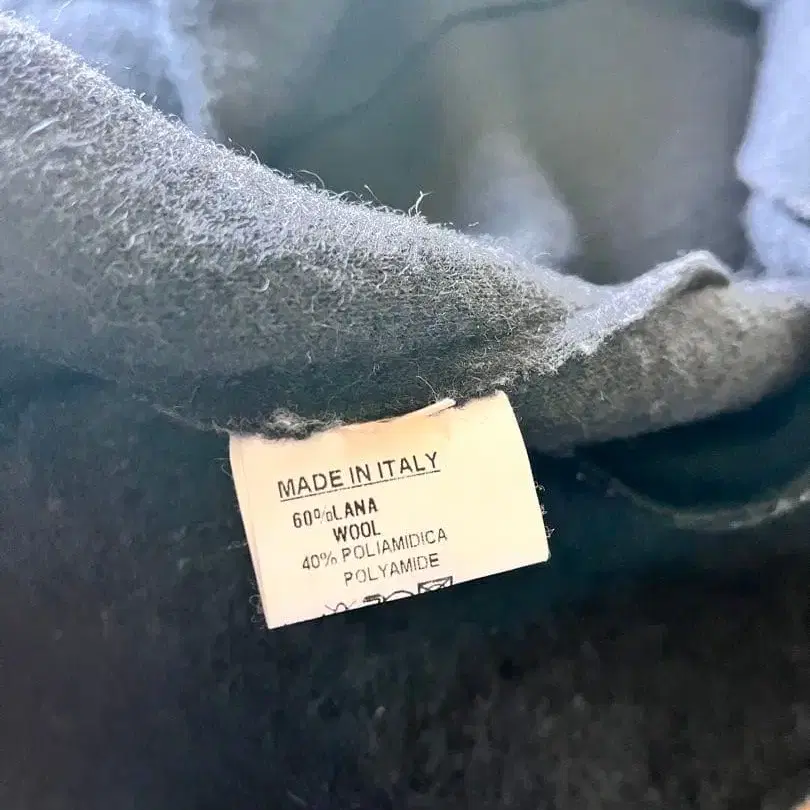 MADE IN ITALY
60%LANA
WOOL
40% POLIAMIDICA
POLYAMIDE